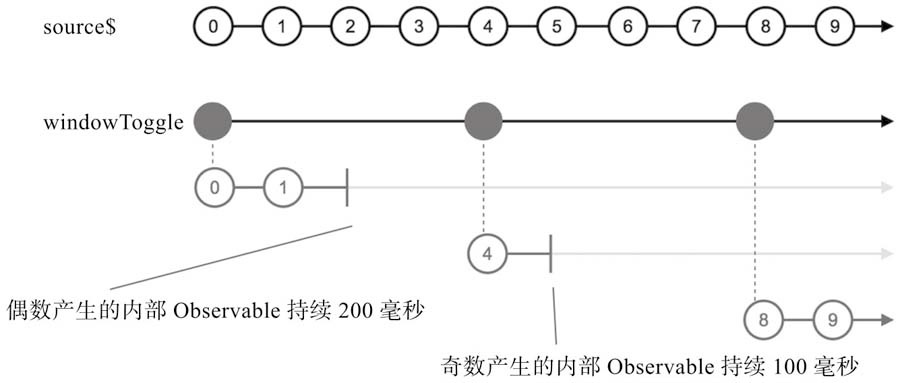 source$ 0 1 2 3 4 5 6 7 8 9
windowToggle
0 1
4
偶数产生的内部 Observable 持续 200 毫秒
8 9
奇数产生的内部 Observable 持续 100 毫秒